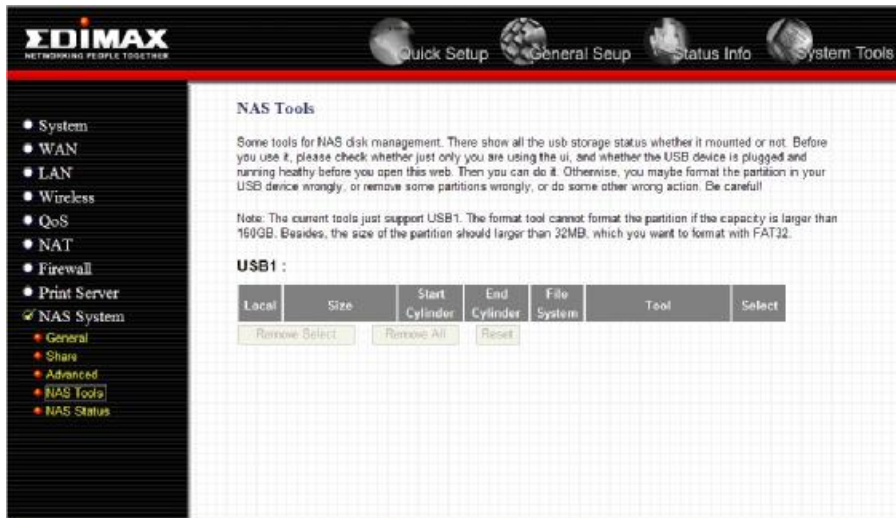 EDIMAX
NETWORKING PEOPLE TOGETHER
Quick Setup
General Seup
Status Info
System Tools
System
WAN
LAN
Wireless
QoS
NAT
Firewall
Print Server
NAS System
General
Share
Advanced
NAS Tools
NAS Status
NAS Tools
Some tools for NAS disk management. There show all the usb storage status whether it mounted or not. Before
you use it, please check whether just only you are using the ui, and whether the USB device is plugged and
running heathy before you open this web. Then you can do it. Otherwise, you maybe format the partition in your
USB device wrongly, or remove some partitions wrongly, or do some other wrong action. Be careful!
Note: The current tools just support USB1. The format tool cannot format the partition if the capacity is larger than
160GB. Besides, the size of the partition should larger than 32MB, which you want to format with FAT32.
USB1 :
Local Size Start Cylinder End Cylinder File System Tool Select
Remove Select Remove All Reset